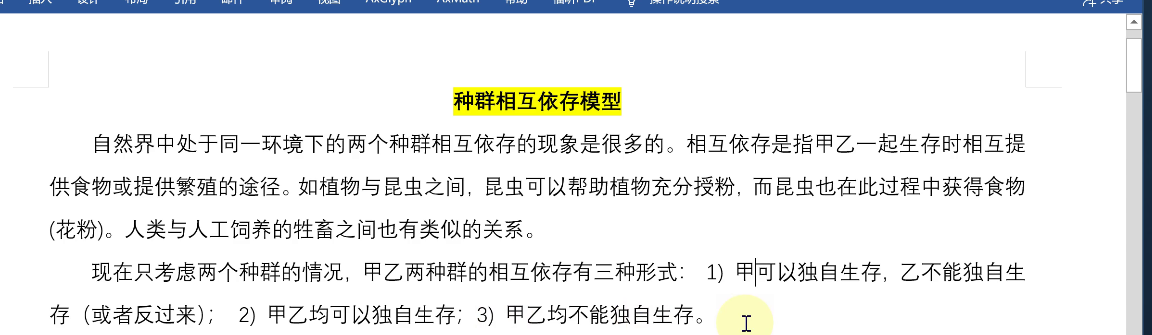 种群相互依存模型
自然界中处于同一环境下的两个种群相互依存的现象是很多的。相互依存是指甲乙一起生存时相互提
供食物或提供繁殖的途径。如植物与昆虫之间，昆虫可以帮助植物充分授粉，而昆虫也在此过程中获得食物
(花粉)。人类与人工饲养的牲畜之间也有类似的关系。
现在只考虑两个种群的情况，甲乙两种群的相互依存有三种形式： 1）甲可以独自生存，乙不能独自生
存（或者反过来）； 2）甲乙均可以独自生存；3）甲乙均不能独自生存。